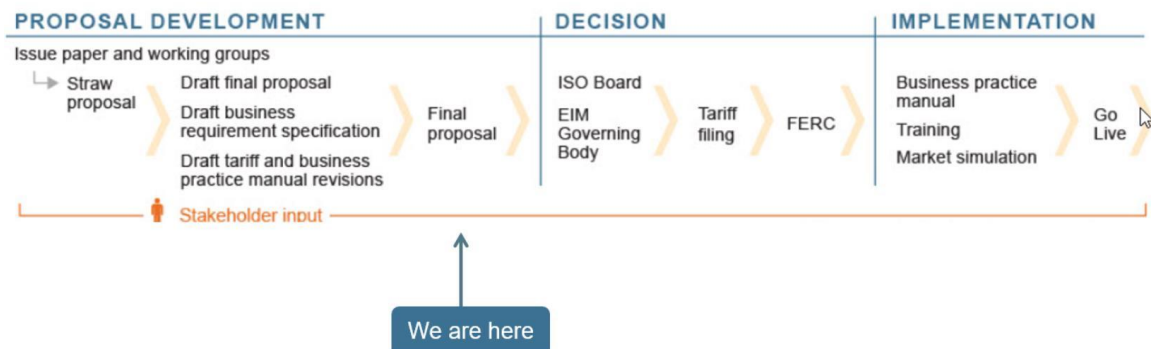 PROPOSAL DEVELOPMENT
Issue paper and working groups
Straw
proposal
Draft final proposal
Draft business
requirement specification
Draft tariff and business
practice manual revisions
Final
proposal
DECISION
ISO Board
EIM
Governing
Body
Tariff
filing
FERC
IMPLEMENTATION
Business practice
manual
Training
Market simulation
Go
Live
Stakeholder input
We are here